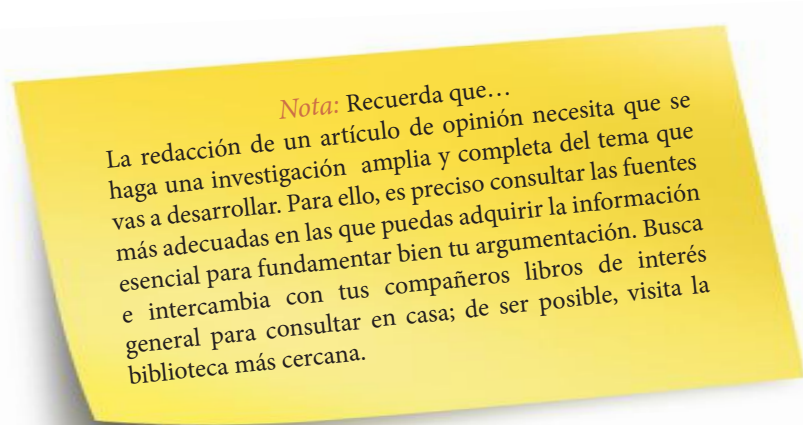 Nota: Recuerda que…
La redacción de un artículo de opinión necesita que se
haga una investigación amplia y completa del tema que
vas a desarrollar. Para ello, es preciso consultar las fuentes
más adecuadas en las que puedas adquirir la información
esencial para fundamentar bien tu argumentación. Busca
e intercambia con tus compañeros libros de interés
general para consultar en casa; de ser posible, visita la
biblioteca más cercana.